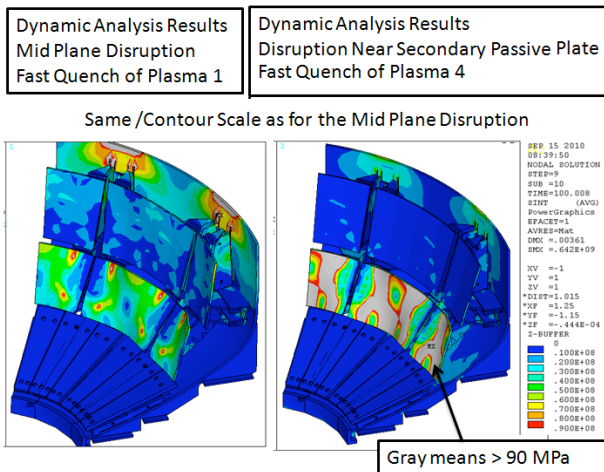 Dynamic Analysis Results
Mid Plane Disruption
Fast Quench of Plasma 1
Dynamic Analysis Results
Disruption Near Secondary Passive Plate
Fast Quench of Plasma 4
Same /Contour Scale as for the Mid Plane Disruption
1
1
SEP 15 2010
08:39:50
NODAL SOLUTION
STEP=9
SUB =10
TIME=100.008
SINT (AVG)
PowerGraphics
EFACET=1
AVRES=Mat
DMX =.00361
SMX =.642E+09
XV =-1
YV =1
ZV =1
*DIST=1.015
*XF =1.25
*YF =-1.15
*ZF =-.444E-04
Z-BUFFER
0
.100E+08
.200E+08
.300E+08
.400E+08
.500E+08
.600E+08
.700E+08
.800E+08
.900E+08
MX
Gray means > 90 MPa